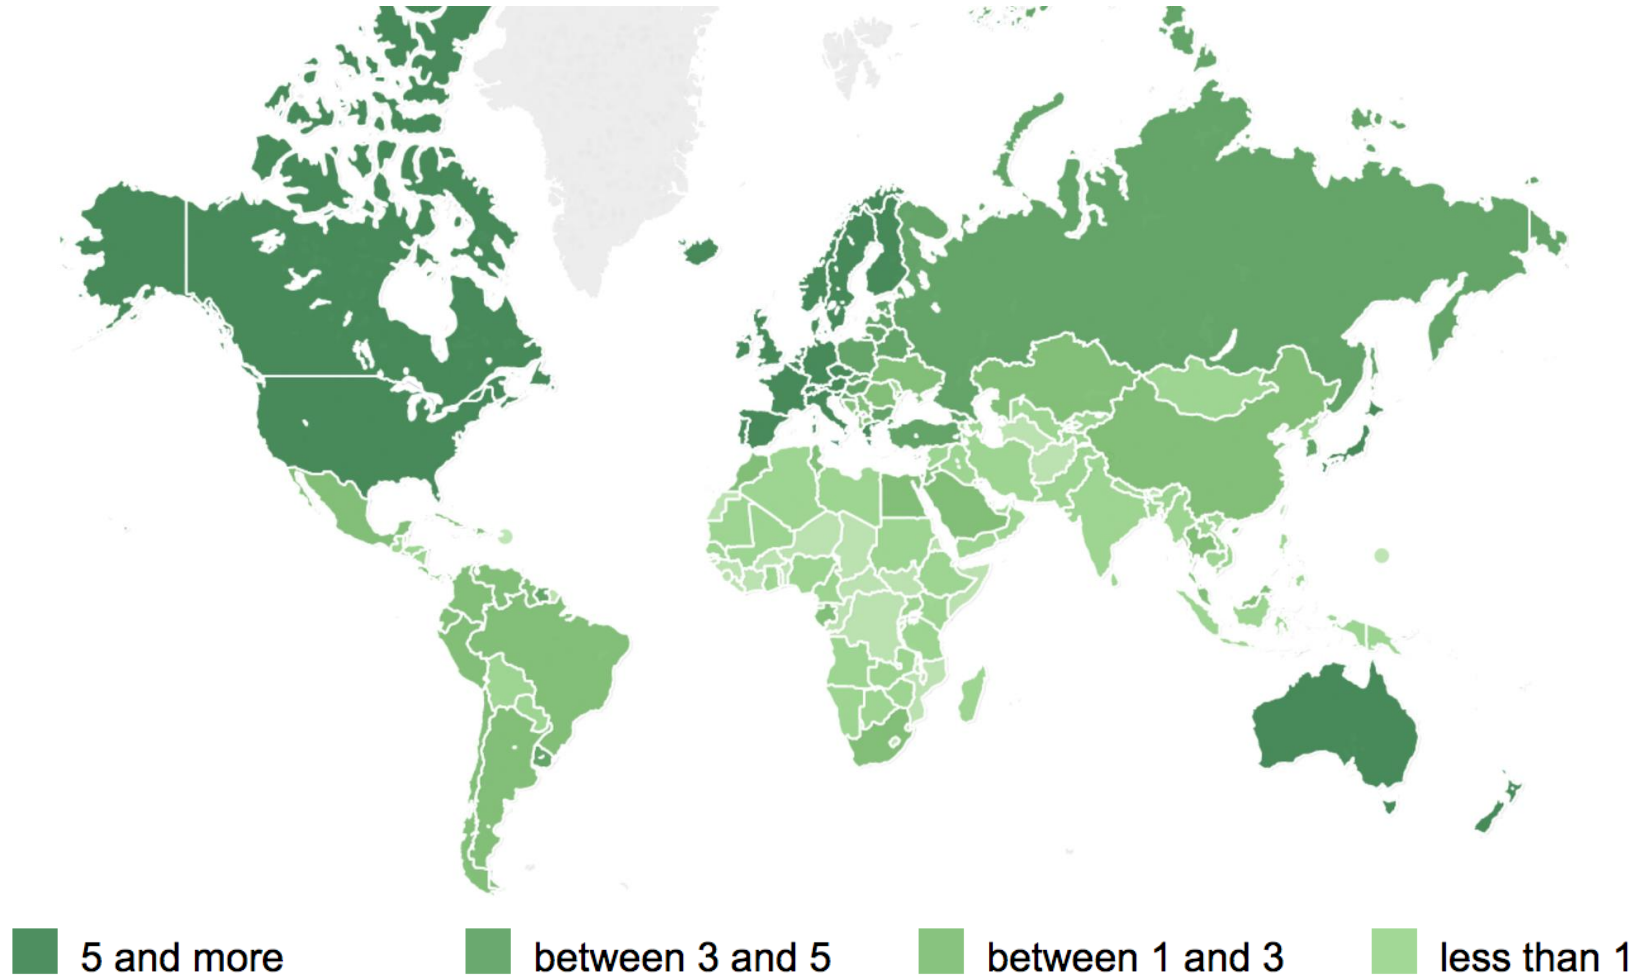 5 and more
between 3 and 5
between 1 and 3
less than 1